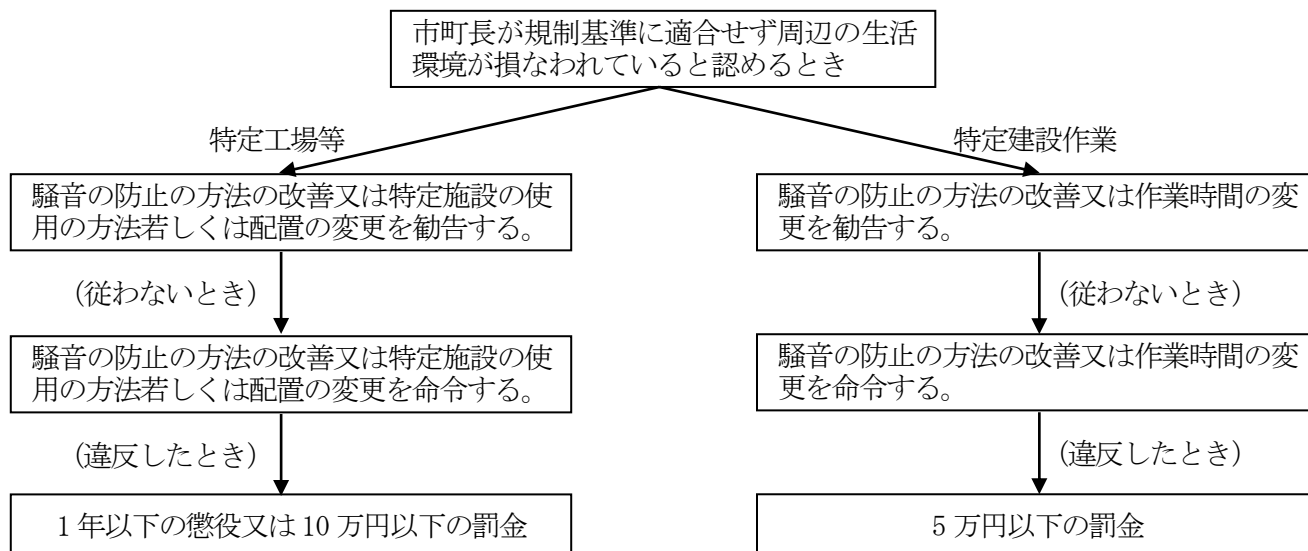 市町長が規制基準に適合せず周辺の生活
環境が損なわれていると認めるとき
特定工場等
特定建設作業
騒音の防止の方法の改善又は特定施設の使
用の方法若しくは配置の変更を勧告する。
騒音の防止の方法の改善又は作業時間の変
更を勧告する。
(従わないとき)
(従わないとき)
騒音の防止の方法の改善又は特定施設の使
用の方法若しくは配置の変更を命令する。
騒音の防止の方法の改善又は作業時間の変
更を命令する。
(違反したとき)
(違反したとき)
1年以下の懲役又は10万円以下の罰金
5万円以下の罰金